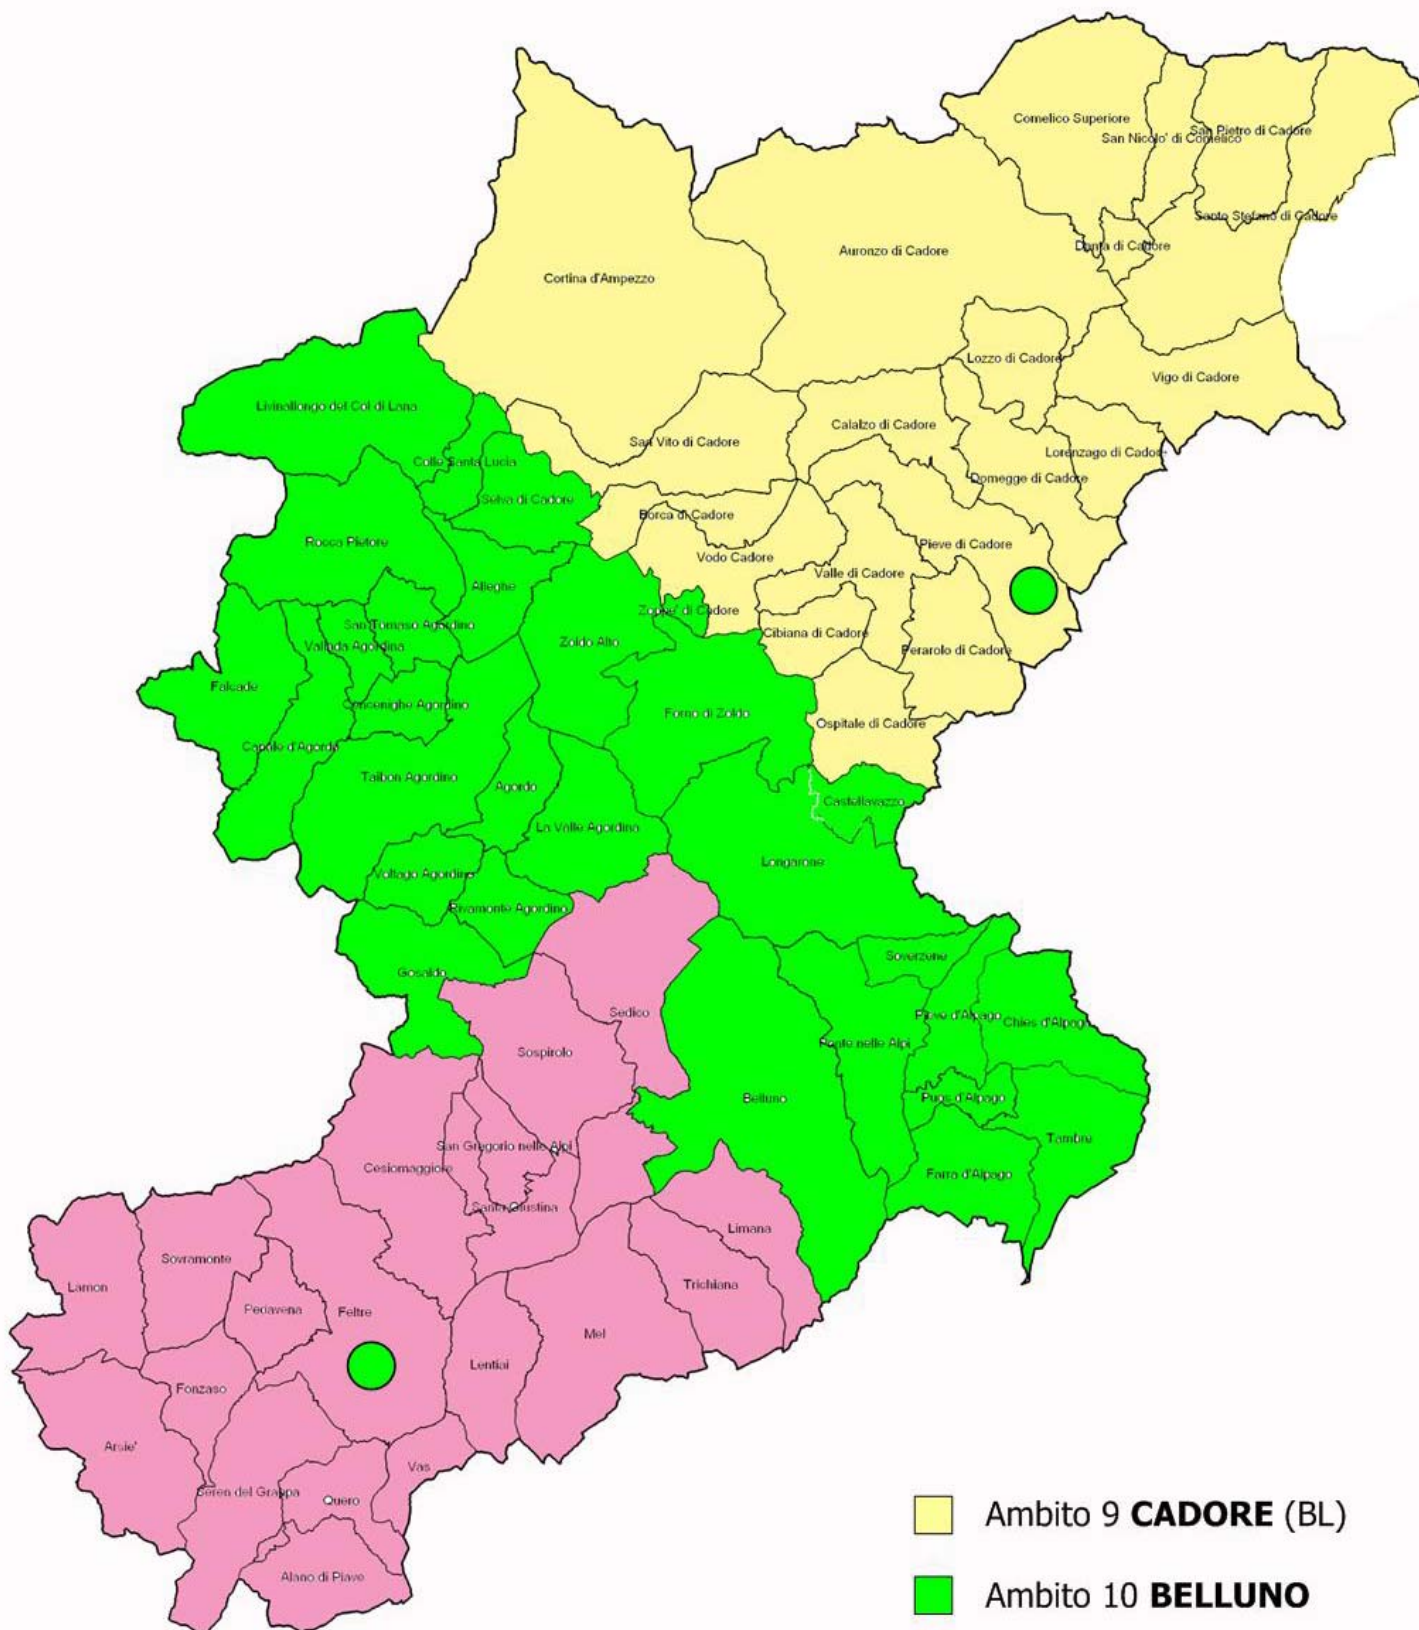 Comelico Superiore
San Pietro di Cadore
San Nicolo' di Comelico
Santo Stefano di Cadore
Danta di Cadore
Auronzo di Cadore
Cortina d'Ampezzo
Lozzo di Cadore
Vigo di Cadore
Livinallongo del Col di Lana
Calalzo di Cadore
San Vito di Cadore
Lorenzago di Cador
Colle Santa Lucia
Domegge di Cadore
Selva di Cadore
Borca di Cadore
Rocca Pietore
Pieve di Cadore
Vodo Cadore
Valle di Cadore
Alleghe
Zoppe' di Cadore
San Tomaso Agordino
Cibiana di Cadore
Zoldo Alto
Vallada Agordina
Perarolo di Cadore
Falcade
Cencenighe Agordino
Forno di Zoldo
Ospitale di Cadore
Canale d'Agordo
Taibon Agordino
Agordo
Castellavazzo
La Valle Agordina
Longarone
Voltago Agordino
Rivamonte Agordino
Soverzene
Gosaldo
Sedico
Pieve d'Alpago
Chies d'Alpago
Ponte nelle Alpi
Sospirolo
Belluno
Puos d'Alpago
Tambre
San Gregorio nelle Alpi
Cesiomaggiore
Farra d'Alpago
Santa Giustina
Limana
Sovramonte
Trichiana
Lamon
Pedavena
Feltre
Mel
Lentiai
Fonzaso
Arsie'
Vas
Seren del Grappa
Quero
Alano di Piave
Ambito 9 CADORE (BL)
Ambito 10 BELLUNO